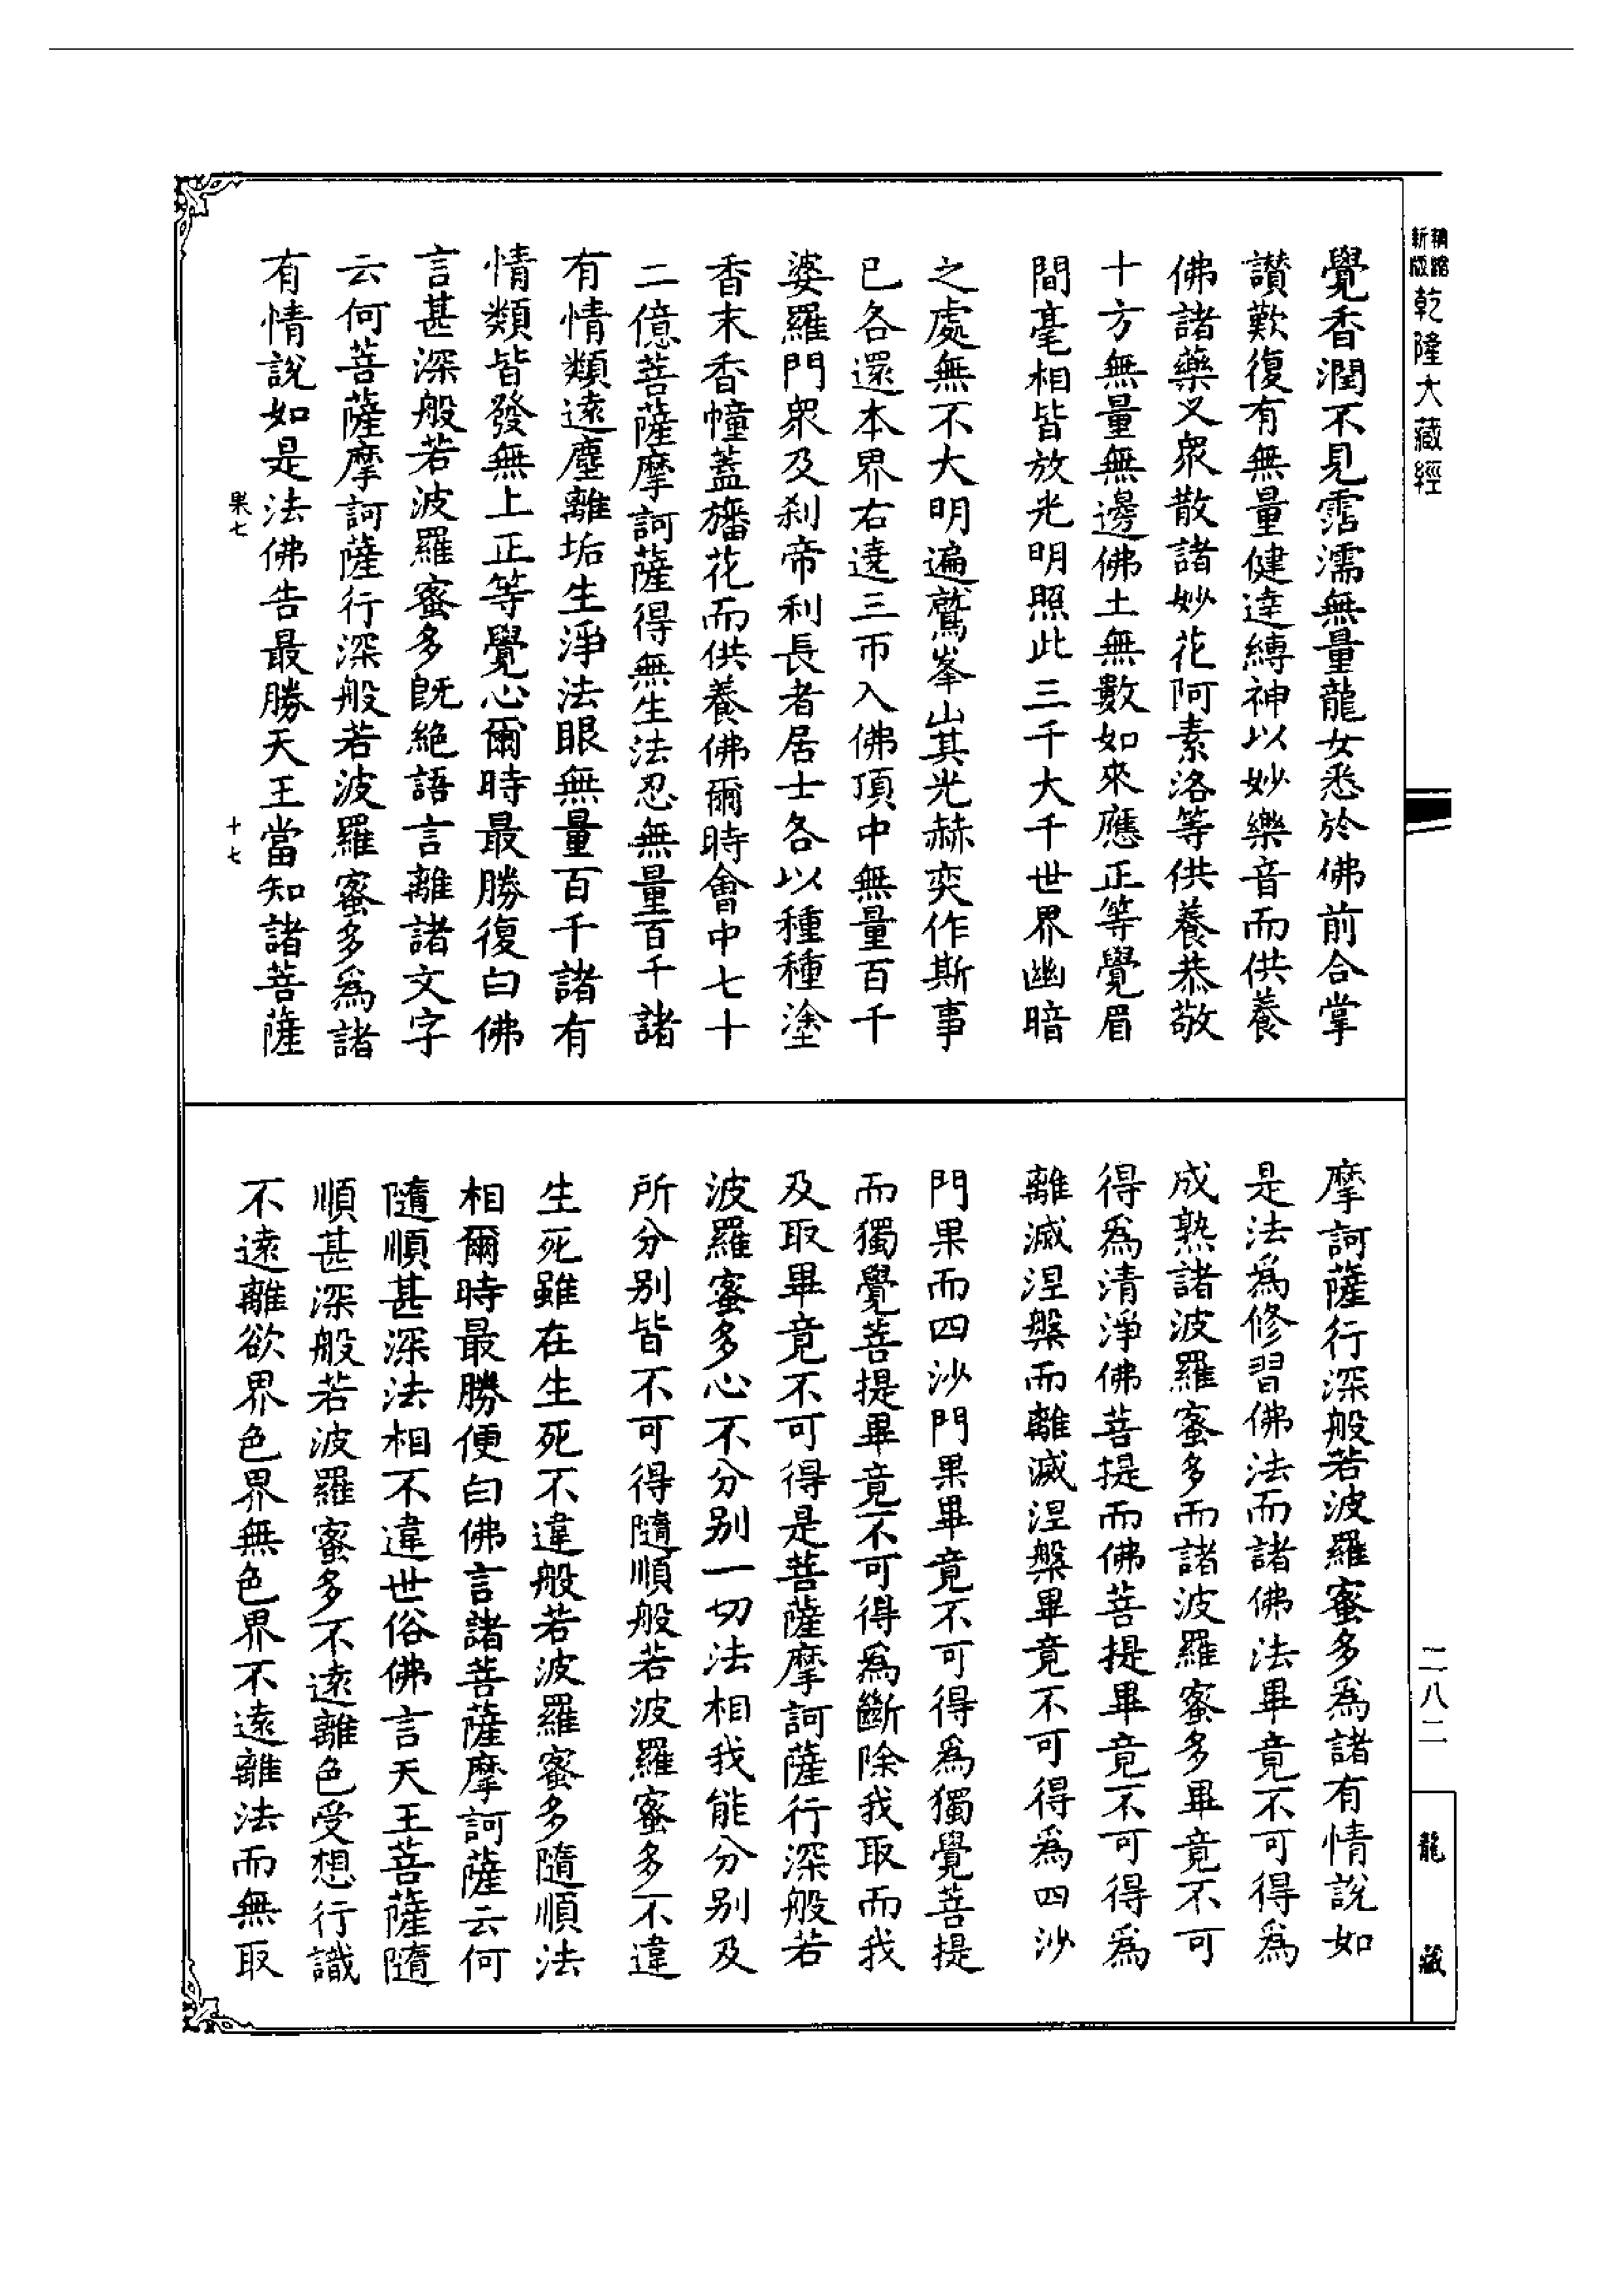 新版精縮乾隆大藏經
覺香潤不見霑濡無量龍女悉於佛前合掌
讚歎復有無量健達縛神以妙樂音而供養
佛諸藥叉衆散諸妙花阿素洛等供養恭敬
十方無量無邊佛土無數如來應正等覺眉
間毫相皆放光明照此三千大千世界幽暗
之處無不大明遍鷲峯山其光赫奕作斯事
已各還本界右遶三帀入佛頂中無量百千
婆羅門衆及刹帝利長者居士各以種種塗
香末香幢蓋旛花而供養佛爾時會中七十
二億菩薩摩訶薩得無生法忍無量百千諸
有情類遠塵離垢生淨法眼無量百千諸有
情類皆發無上正等覺心爾時最勝復白佛
言甚深般若波羅蜜多既絶語言離諸文字
云何菩薩摩訶薩行深般若波羅蜜多爲諸
有情說如是法佛告最勝天王當知諸菩薩
果七 十七
摩訶薩行深般若波羅蜜多爲諸有情說如
是法爲修習佛法而諸佛法畢竟不可得爲
成熟諸波羅蜜多而諸波羅蜜多畢竟不可
得爲清淨佛菩提而佛菩提畢竟不可得爲
離滅涅槃而離滅涅槃畢竟不可得爲四沙
門果而四沙門果畢竟不可得爲獨覺菩提
而獨覺菩提畢竟不可得爲斷除我取而我
及取畢竟不可得是菩薩摩訶薩行深般若
波羅蜜多心不分别一切法相我能分别及
所分别皆不可得隨順般若波羅蜜多不違
生死雖在生死不違般若波羅蜜多隨順法
相爾時最勝便白佛言諸菩薩摩訶薩云何
隨順甚深法相不違世俗佛言天王菩薩隨
順甚深般若波羅蜜多不遠離色受想行識
不遠離欲界色界無色界不遠離法而無取
二八二
龍藏